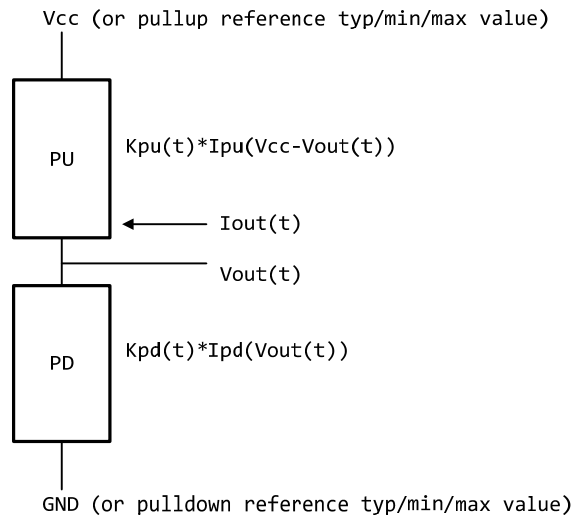 Vcc (or pullup reference typ/min/max value)
PU
Kpu(t)*Ipu(Vcc-Vout(t))
Iout(t)
Vout(t)
PD
Kpd(t)*Ipd(Vout(t))
GND (or pulldown reference typ/min/max value)